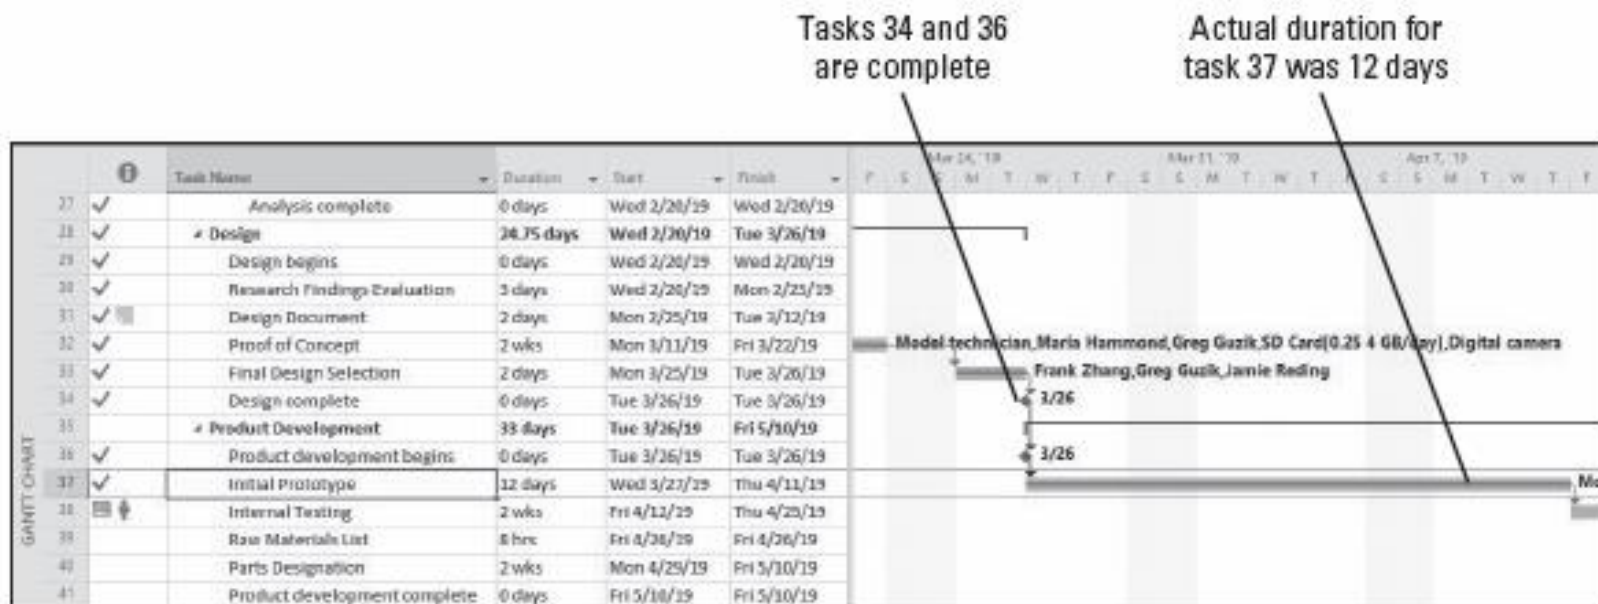 Tasks 34 and 36
are complete
Actual duration for
task 37 was 12 days
Mar 24, '19 Mar 31, '19 Apr 7, '19
Task Name Duration Start Finish F S S M T W T F S S M T W T F S S M T W T F
27 Analysis complete 0 days Wed 2/20/19 Wed 2/20/19
28 Design 24.75 days Wed 2/20/19 Tue 3/26/19
29 Design begins 0 days Wed 2/20/19 Wed 2/20/19
30 Research Findings Evaluation 3 days Wed 2/20/19 Mon 2/25/19
31 Design Document 2 days Mon 2/25/19 Tue 3/12/19
32 Proof of Concept 2 wks Mon 3/11/19 Fri 3/22/19 Model technician,Maria Hammond,Greg Guzik,SD Card[0.25 4 GB/day],Digital camera
33 Final Design Selection 2 days Mon 3/25/19 Tue 3/26/19 Frank Zhang,Greg Guzik,Jamie Reding
34 Design complete 0 days Tue 3/26/19 Tue 3/26/19 3/26
35 Product Development 33 days Tue 3/26/19 Fri 5/10/19
36 Product development begins 0 days Tue 3/26/19 Tue 3/26/19 3/26
37 Initial Prototype 12 days Wed 3/27/19 Thu 4/11/19 Mo
38 Internal Testing 2 wks Fri 4/12/19 Thu 4/25/19
39 Raw Materials List 8 hrs Fri 4/26/19 Fri 4/26/19
40 Parts Designation 2 wks Mon 4/29/19 Fri 5/10/19
41 Product development complete 0 days Fri 5/10/19 Fri 5/10/19
GANTT CHART